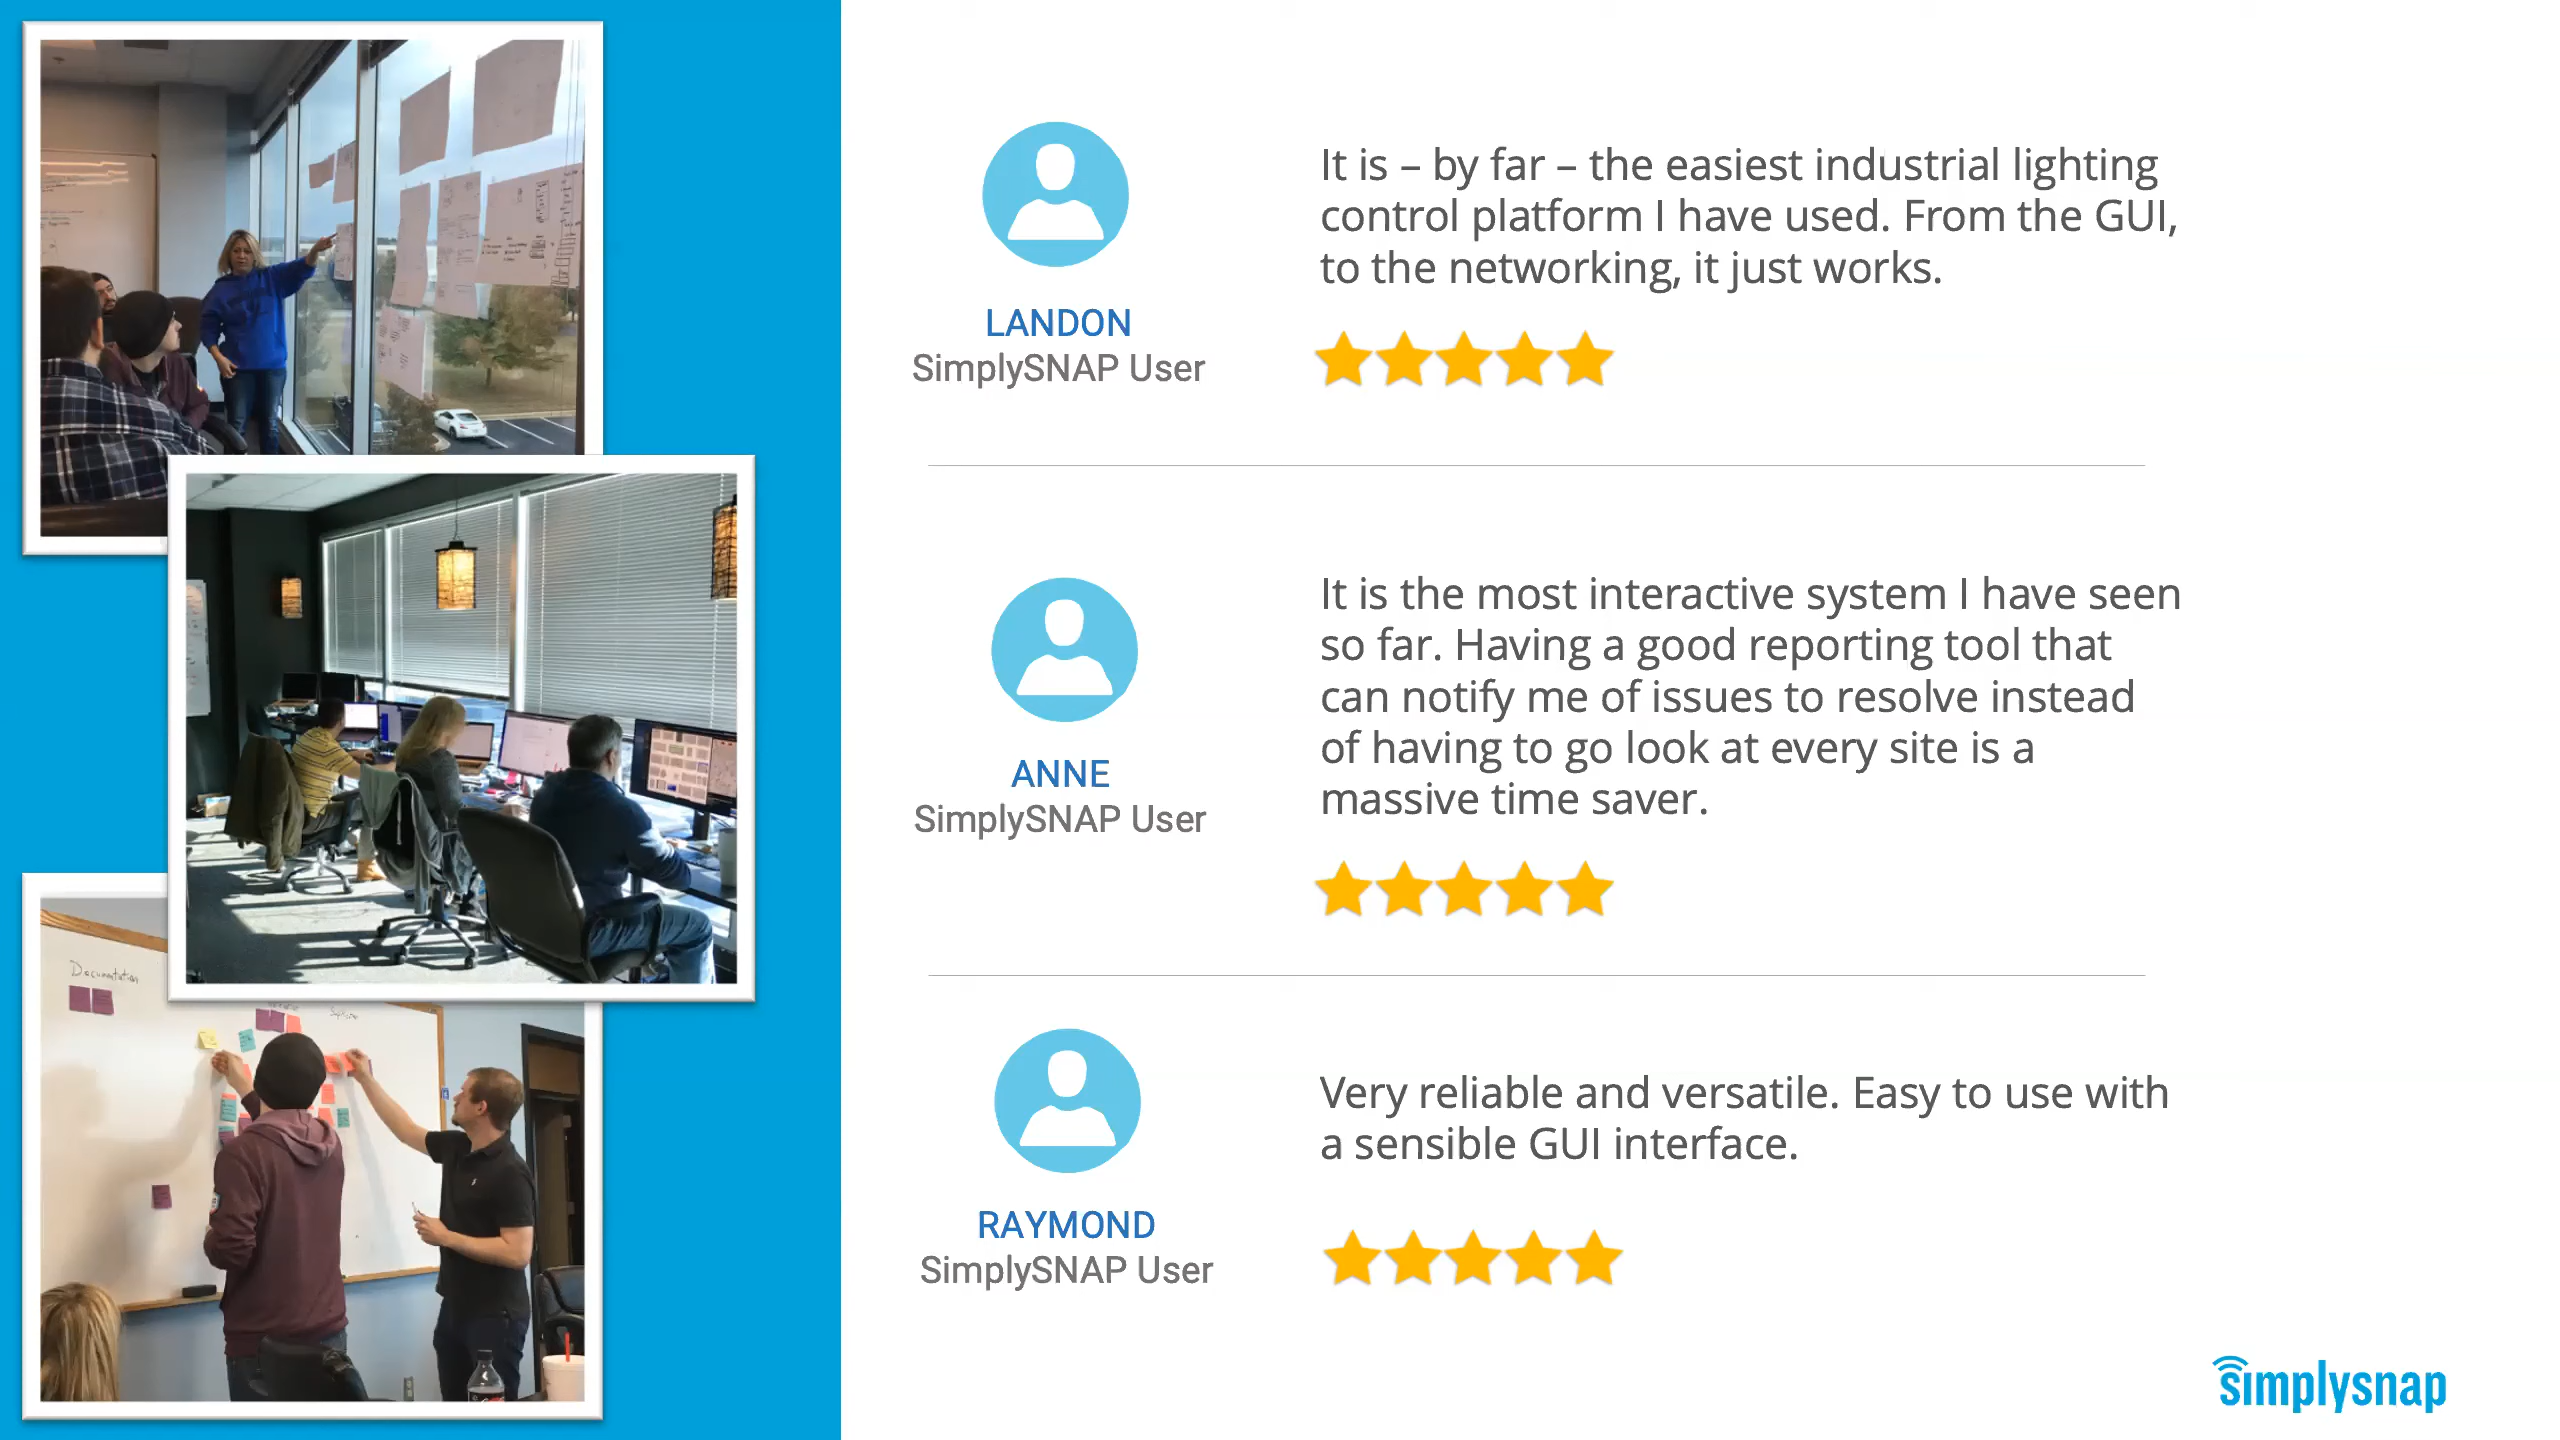 LANDON
SimplySNAP User
It is – by far – the easiest industrial lighting
control platform I have used. From the GUI,
to the networking, it just works.
ANNE
SimplySNAP User
It is the most interactive system I have seen
so far. Having a good reporting tool that
can notify me of issues to resolve instead
of having to go look at every site is a
massive time saver.
RAYMOND
SimplySNAP User
Very reliable and versatile. Easy to use with
a sensible GUI interface.
Documentation
simplysnap